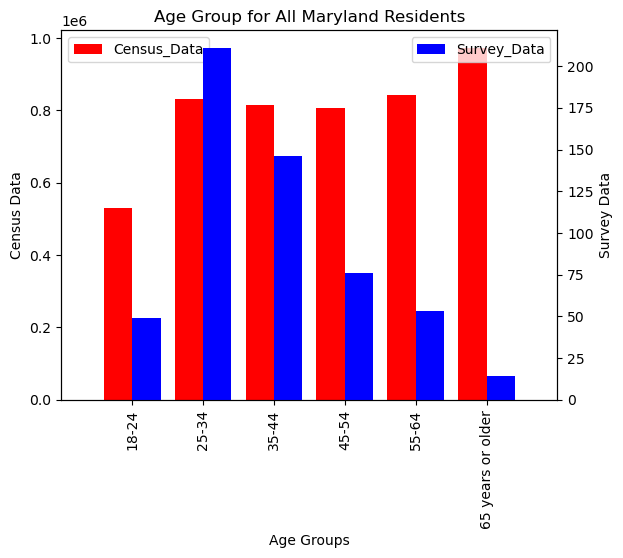 Age Group for All Maryland Residents
1e6
Census_Data
Survey_Data
1.0
0.8
0.6
0.4
0.2
0.0
Census Data
200
175
150
125
100
75
50
25
0
Survey Data
18-24
25-34
35-44
45-54
55-64
65 years or older
Age Groups